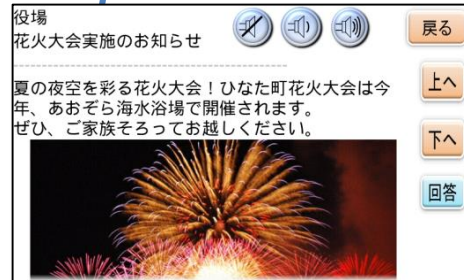 役場
花火大会実施のお知らせ
夏の夜空を彩る花火大会!ひなた町花火大会は今
年、あおぞら海水浴場で開催されます。
ぜひ、ご家族そろってお越しください。
戻る
上へ
下へ
回答